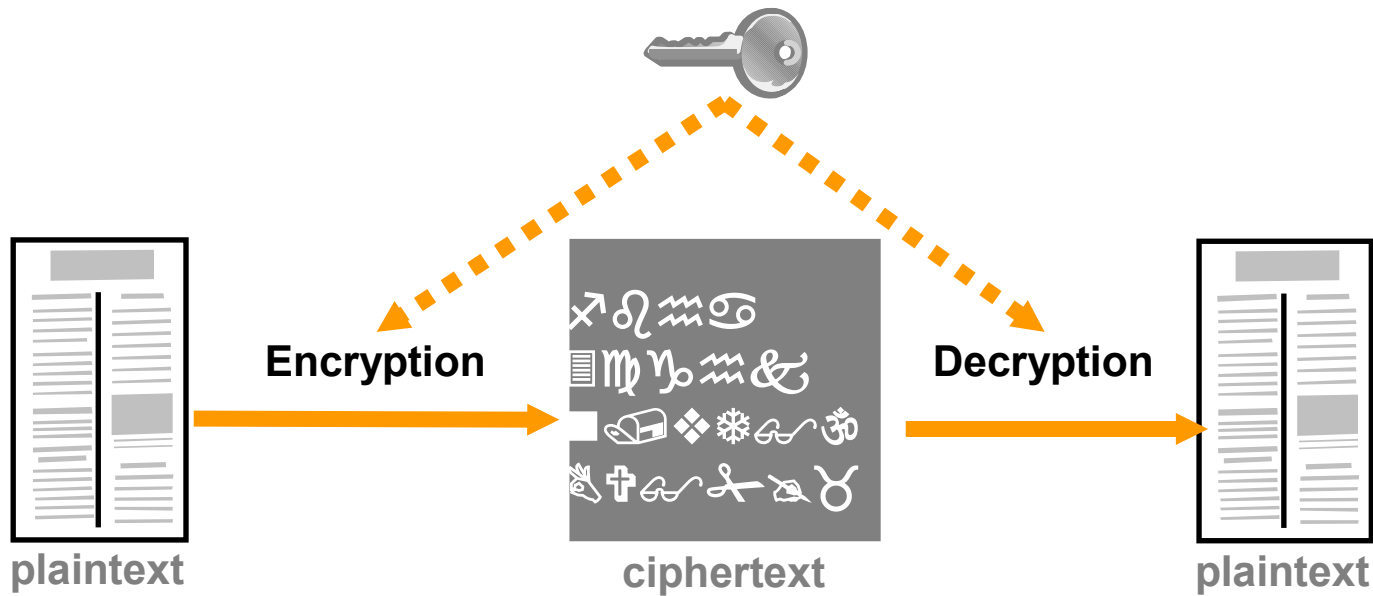 Encryption
Decryption
♐♌♒♋
🗏♍♑♒🙰
■📫❖❄👓🕉
👌✞👓✁✍♉
plaintext
ciphertext
plaintext